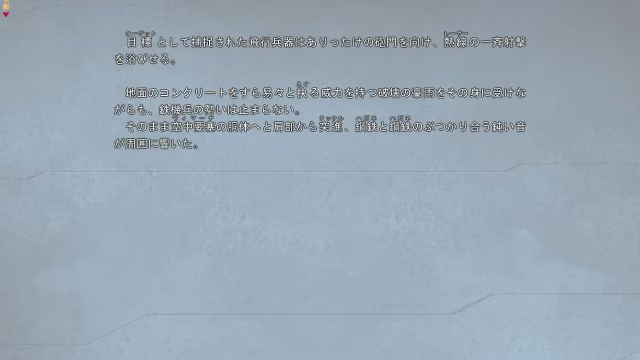 目標として捕捉された飛行兵器はありったけの砲門を向け、熱線の一斉射撃
を浴びせる。
地面のコンクリートをすら易々と抉る威力を持つ破壊の豪雨をその身に受けな
がらも、鉄機兵の勢いは止まらない。
そのまま空中要塞の胴体へと肩部から突進、鋼鉄と鋼鉄のぶつかり合う鈍い音
が周囲に響いた。